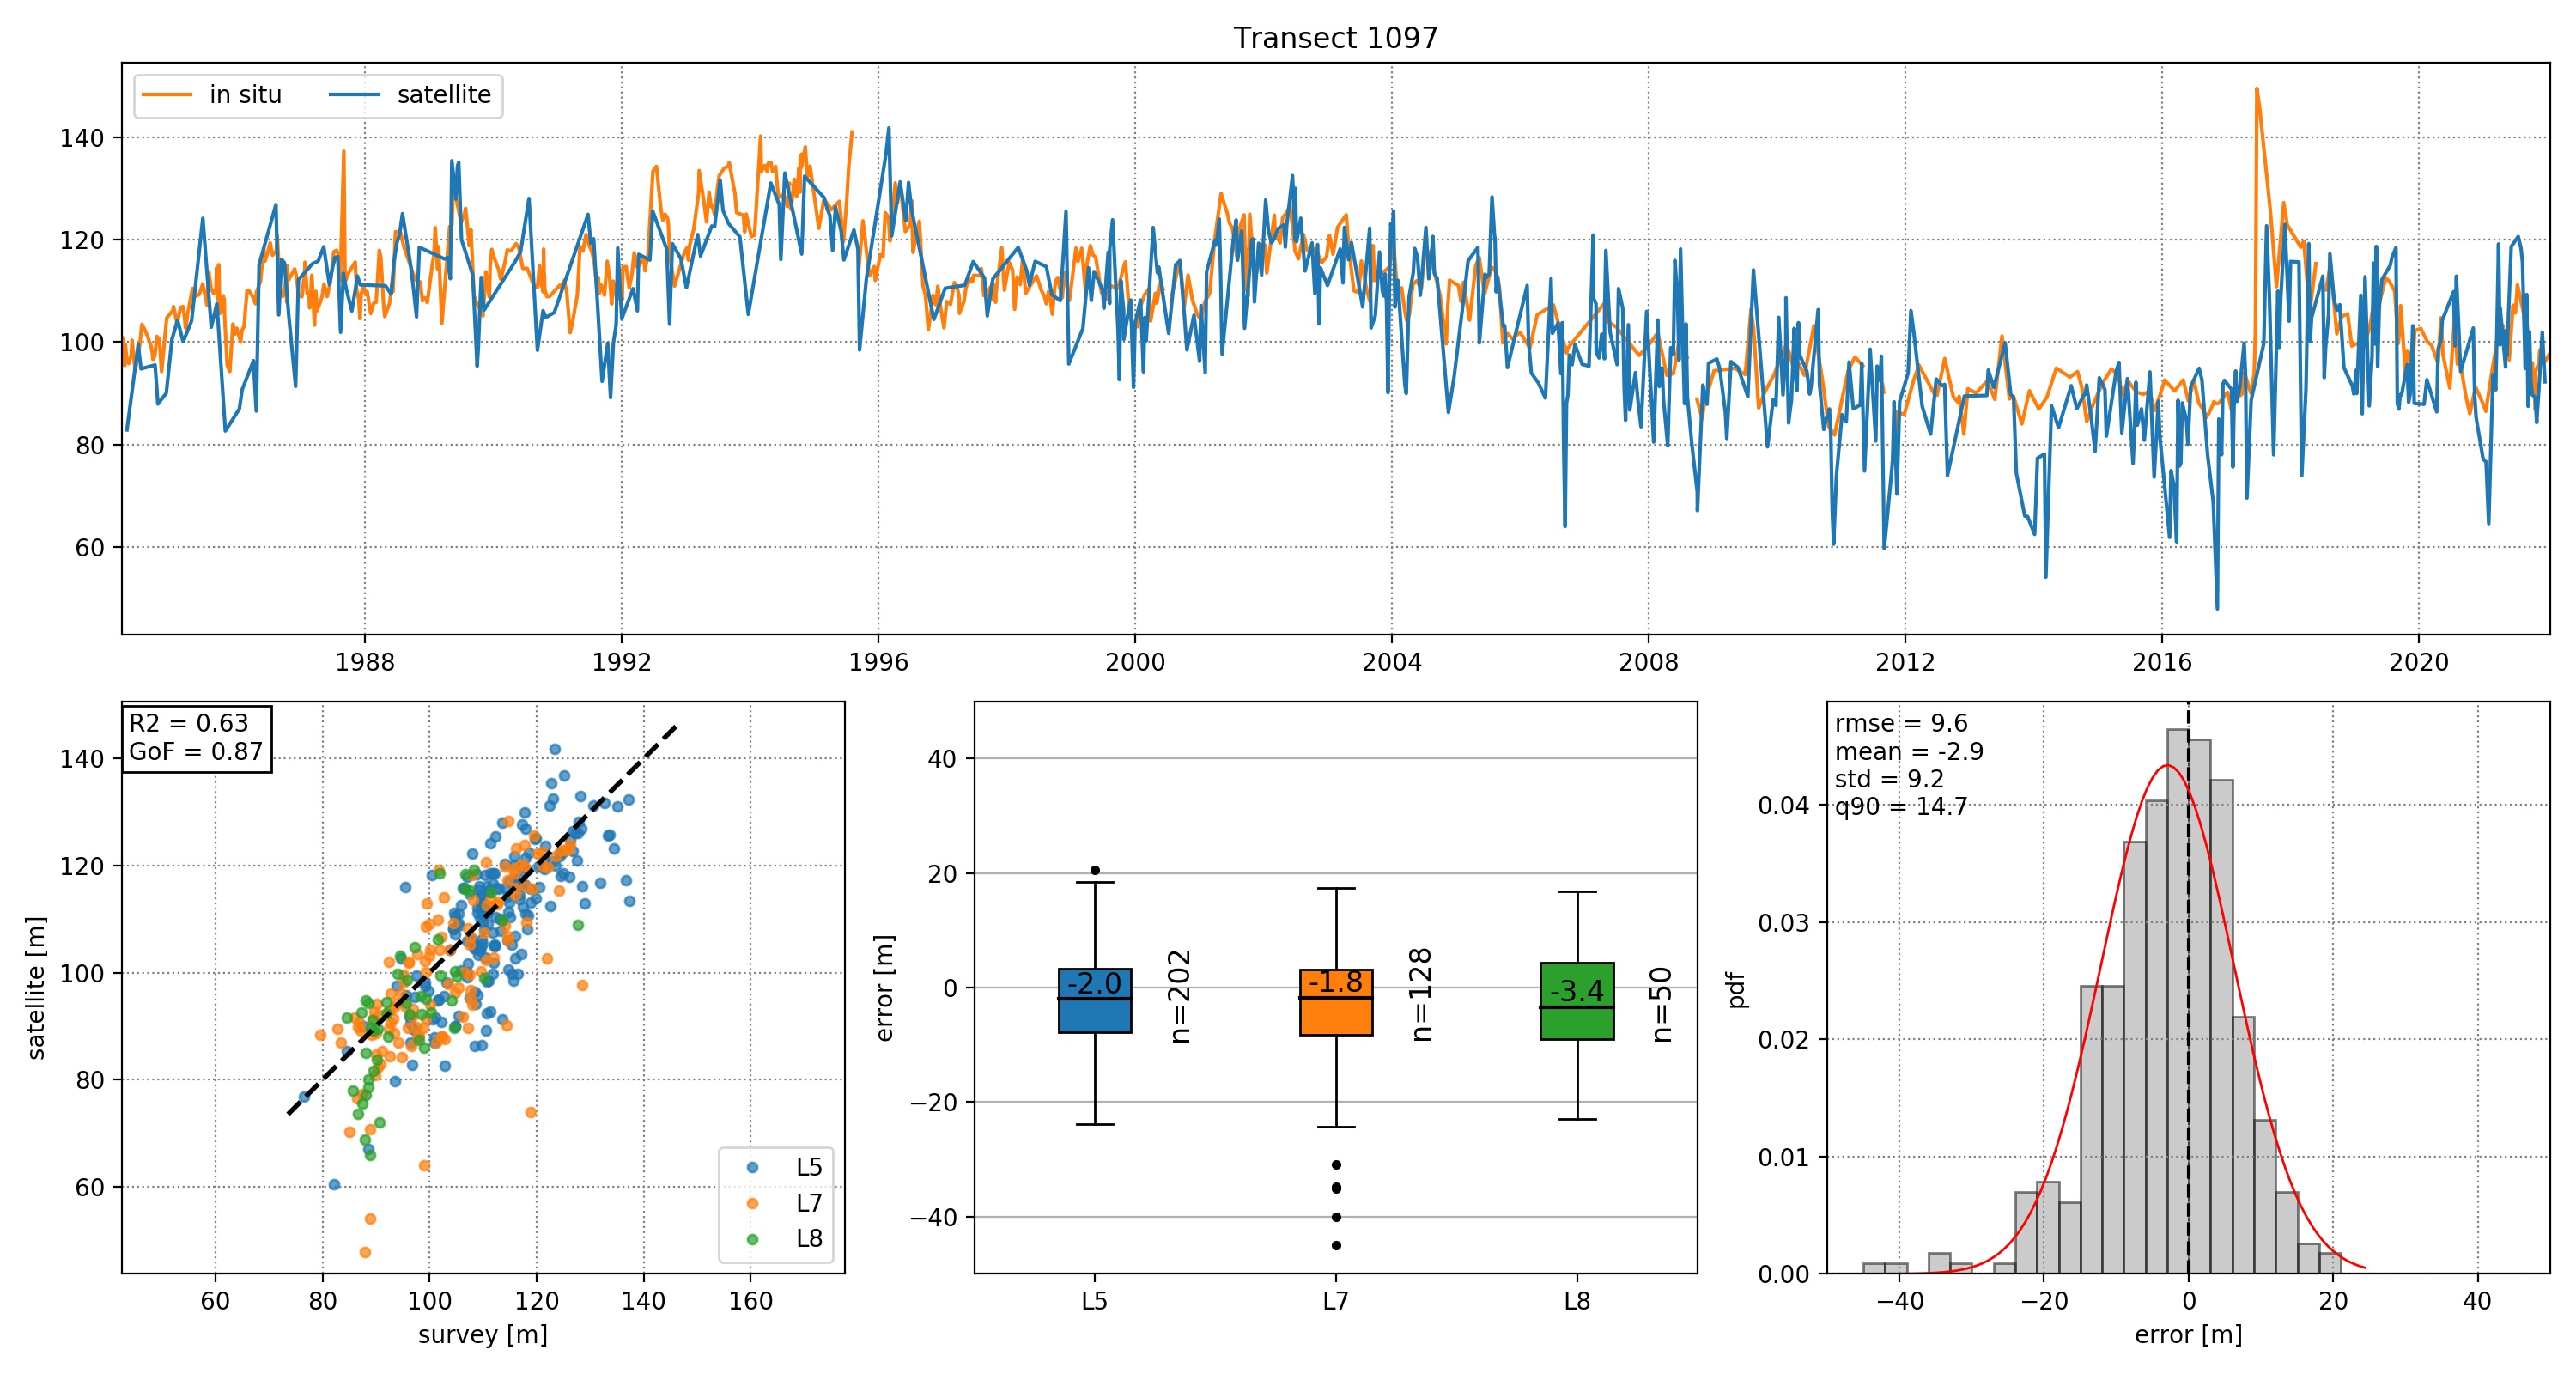 Transect 1097
in situ satellite
140
120
100
80
60
1988 1992 1996 2000 2004 2008 2012 2016 2020
R2 = 0.63
GoF = 0.87
140
120
100
80
60
satellite [m]
L5
L7
L8
60 80 100 120 140 160
survey [m]
40
20
0
−20
−40
error [m]
-2.0
n=202
-1.8
n=128
-3.4
n=50
L5 L7 L8
rmse = 9.6
mean = -2.9
std = 9.2
q90 = 14.7
0.04
0.03
0.02
0.01
0.00
pdf
−40 −20 0 20 40
error [m]